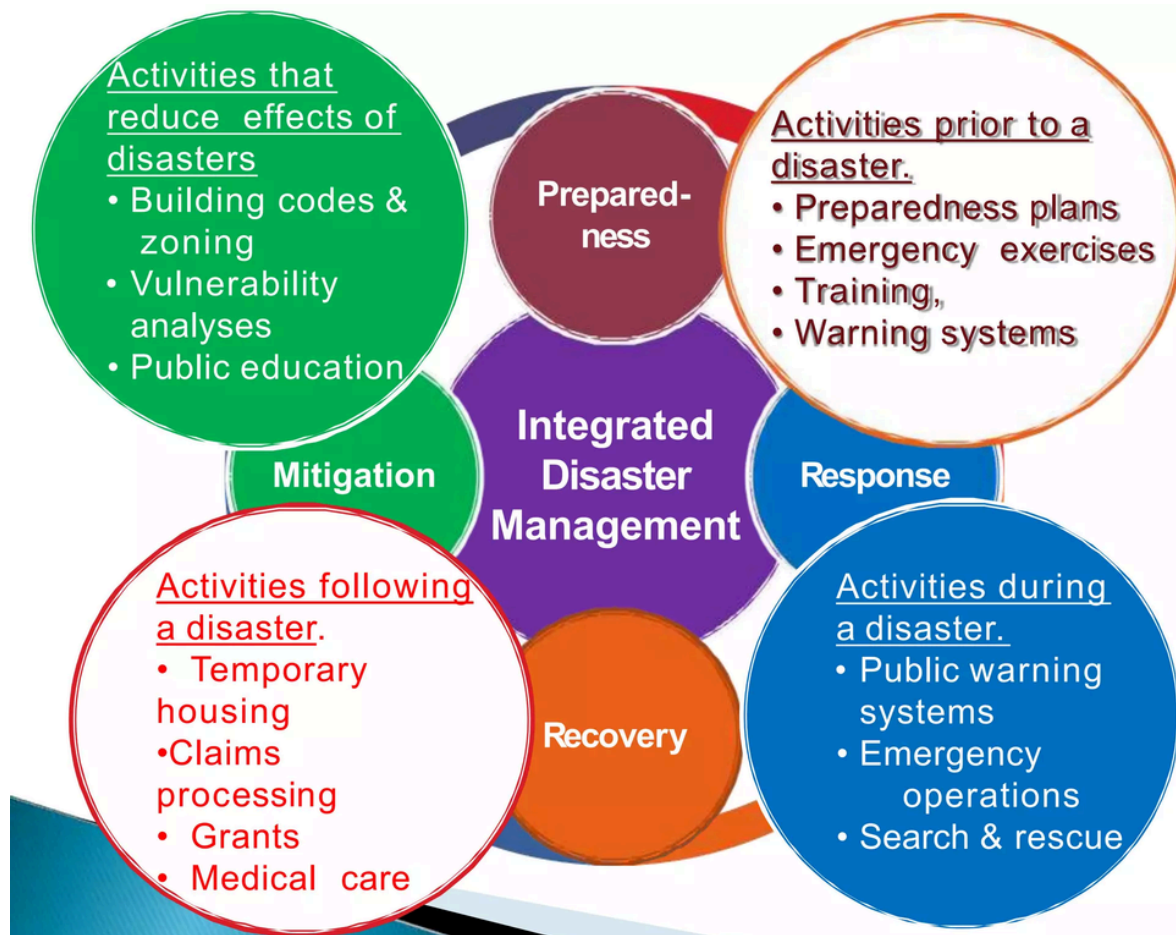 Activities that
reduce effects of
disasters
• Building codes &
zoning
• Vulnerability
analyses
• Public education
Prepared-
ness
Activities prior to a
disaster.
• Preparedness plans
• Emergency exercises
• Training,
• Warning systems
Mitigation
Integrated
Disaster
Management
Response
Activities following
a disaster.
• Temporary
housing
•Claims
processing
• Grants
• Medical care
Recovery
Activities during
a disaster.
• Public warning
systems
• Emergency
operations
• Search & rescue